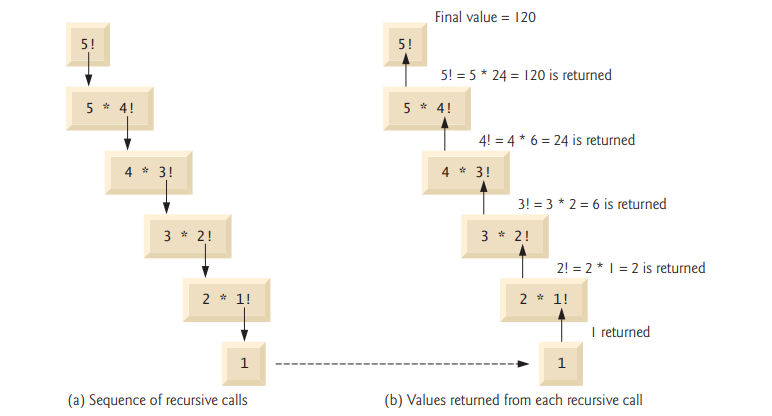 Final value = 120
5!
5!
5! = 5 * 24 = 120 is returned
5 * 4!
5 * 4!
4! = 4 * 6 = 24 is returned
4 * 3!
4 * 3!
3! = 3 * 2 = 6 is returned
3 * 2!
3 * 2!
2! = 2 * 1 = 2 is returned
2 * 1!
2 * 1!
1 returned
1
1
(a) Sequence of recursive calls
(b) Values returned from each recursive call